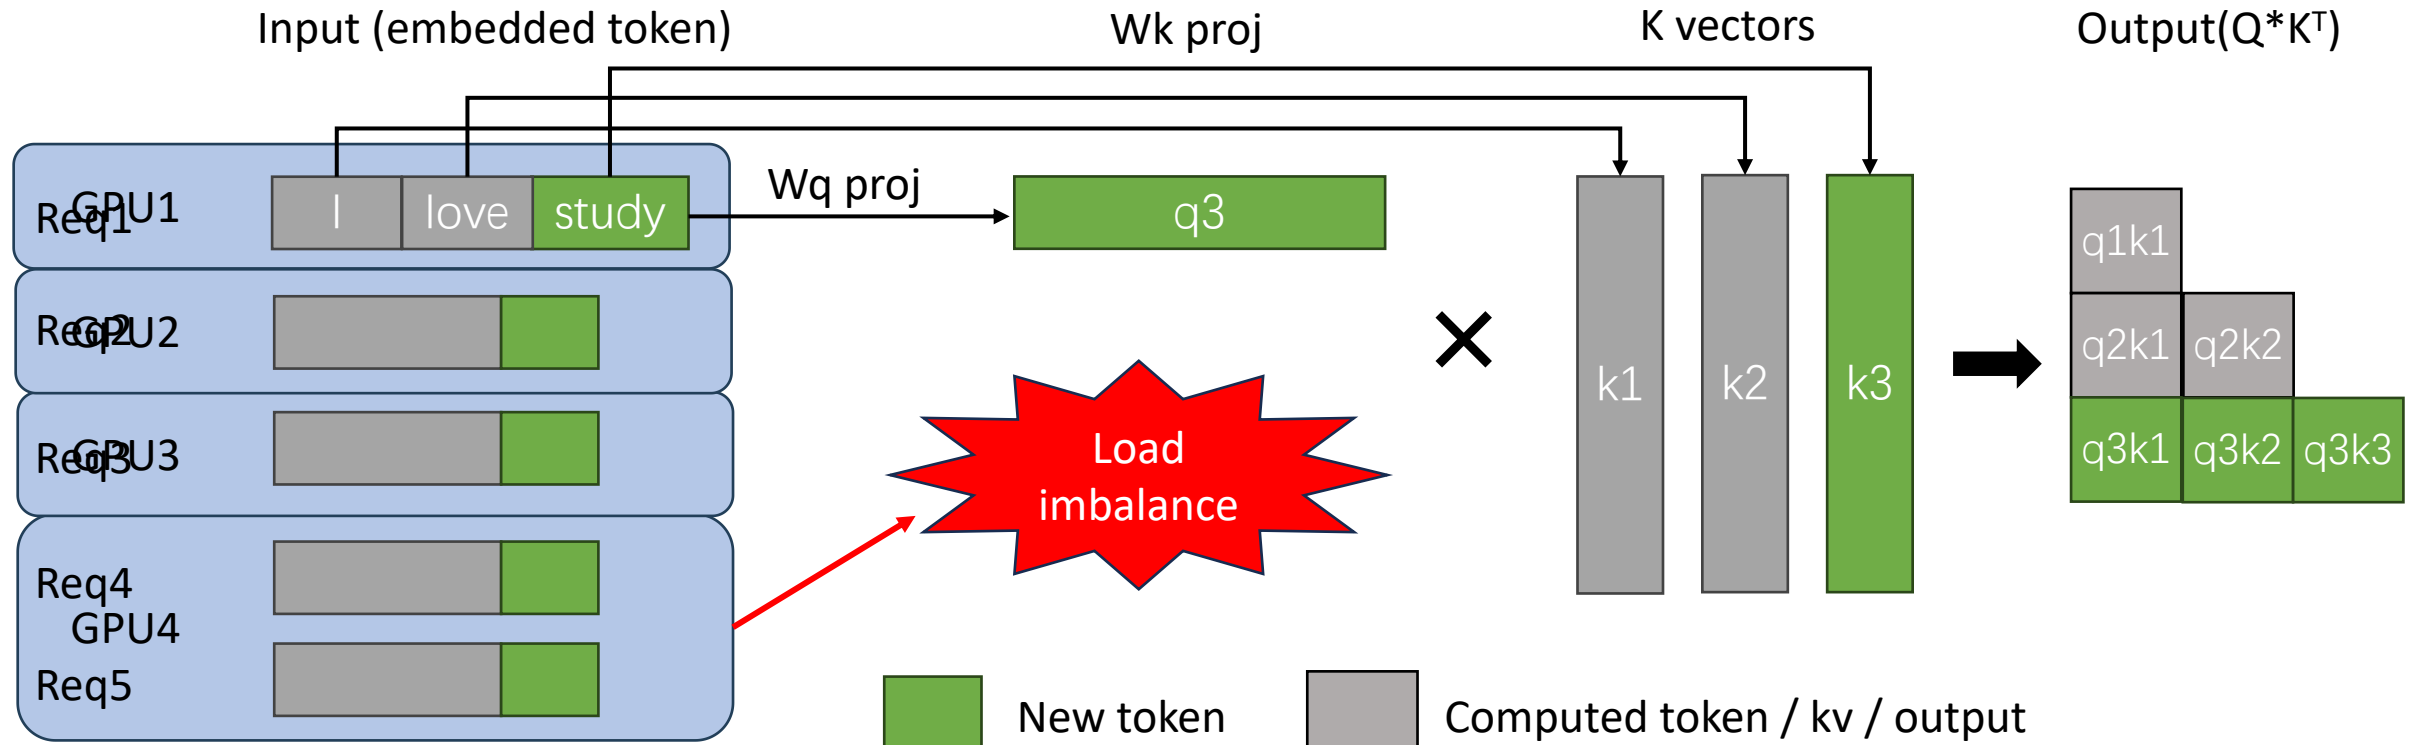 Input (embedded token)
Wk proj
K vectors
Output(Q*Kᵀ)
Req1
GPU1
I
love
study
Wq proj
q3
Req2
GPU2
Req3
GPU3
Req4
GPU4
Req5
Load
imbalance
k1
k2
k3
q1k1
q2k1
q2k2
q3k1
q3k2
q3k3
New token
Computed token / kv / output